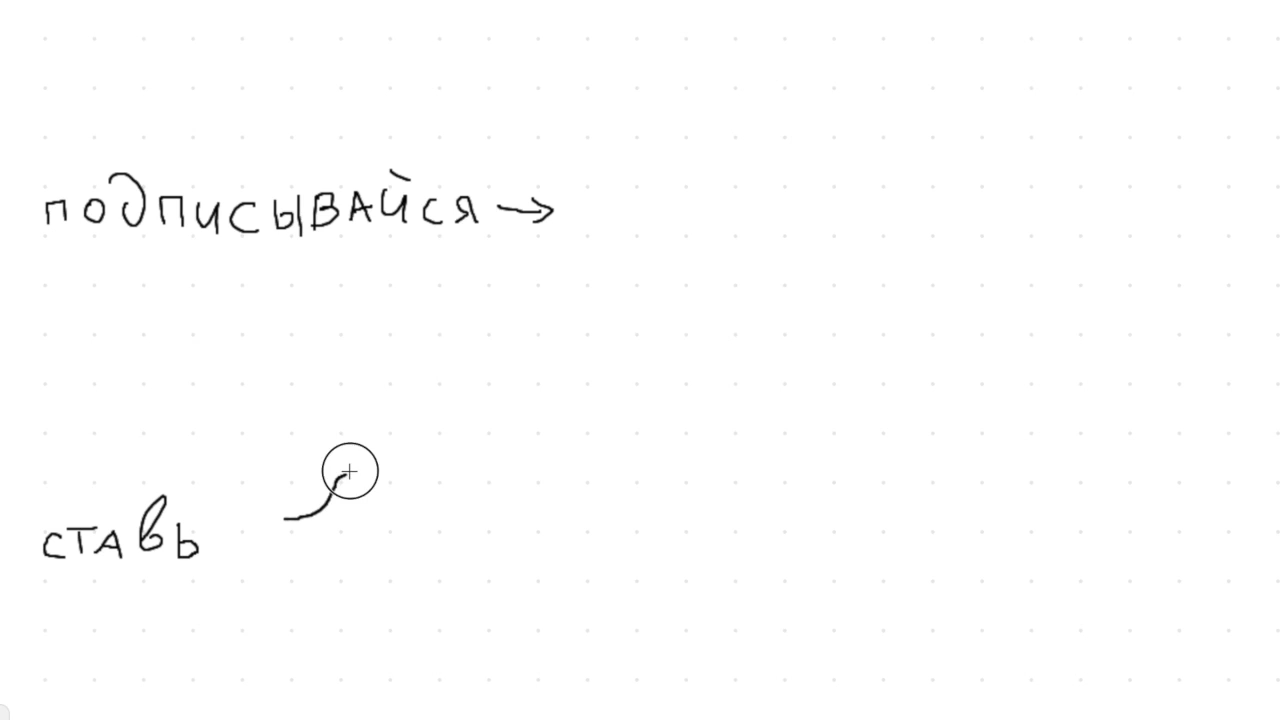 подписывайся →
ставь